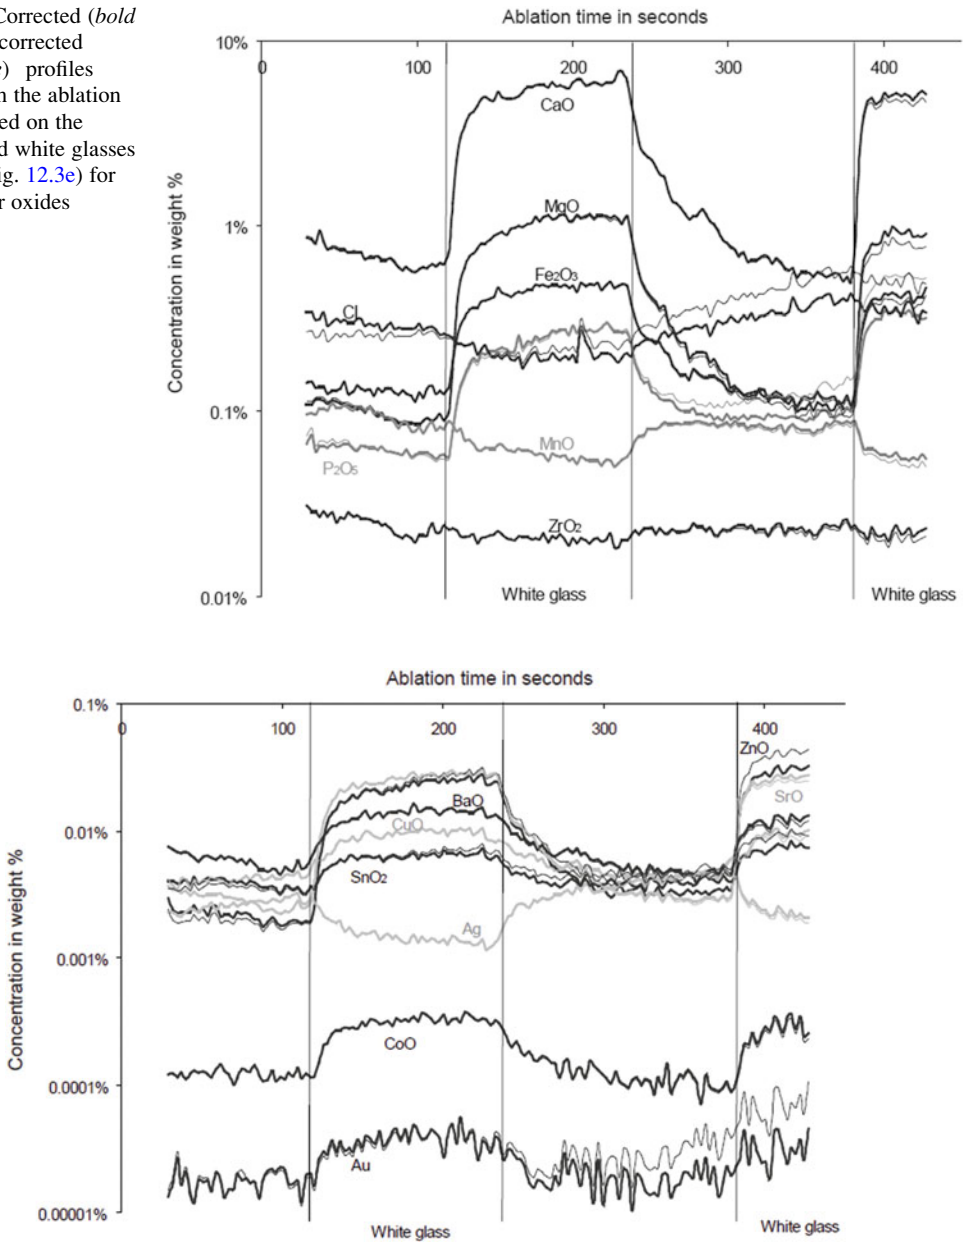 Corrected (bold
corrected
) profiles
the ablation
ed on the
d white glasses
ig. 12.3e) for
r oxides
Ablation time in seconds
10%
0
100
200
300
400
CaO
1%
MgO
Fe₂O₃
Cl
0.1%
MnO
P₂O₅
ZrO₂
0.01%
White glass
White glass
Concentration in weight %
Ablation time in seconds
0.1%
0
100
200
300
400
ZnO
SrO
BaO
0.01%
CuO
SnO₂
Ag
0.001%
CoO
0.0001%
Au
0.00001%
White glass
White glass
Concentration in weight %